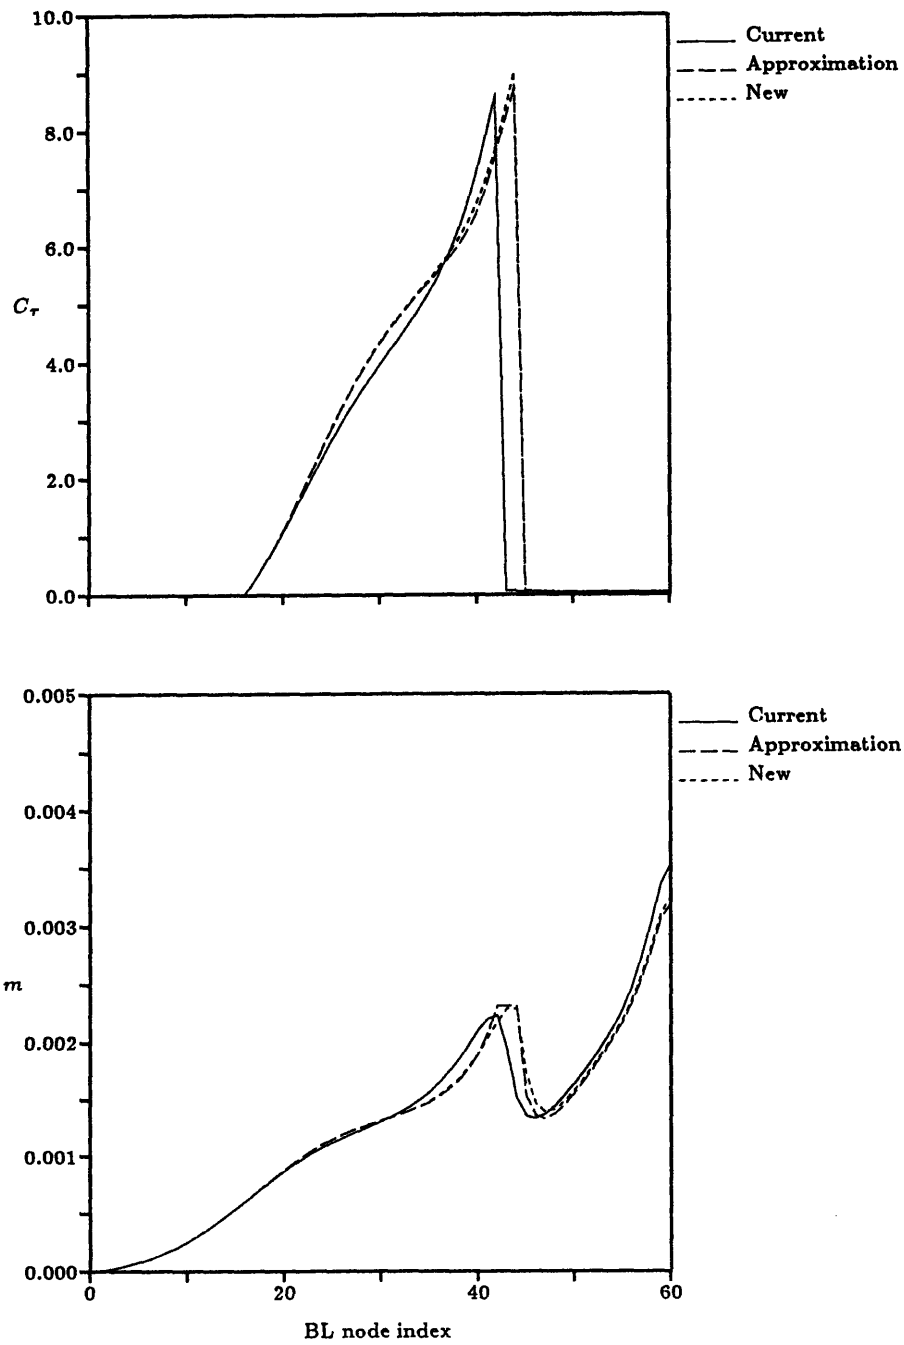 10.0
8.0
6.0
4.0
2.0
0.0
Cτ
Current
Approximation
New
0.005
0.004
0.003
0.002
0.001
0.000
m
Current
Approximation
New
0 20 40 60
BL node index